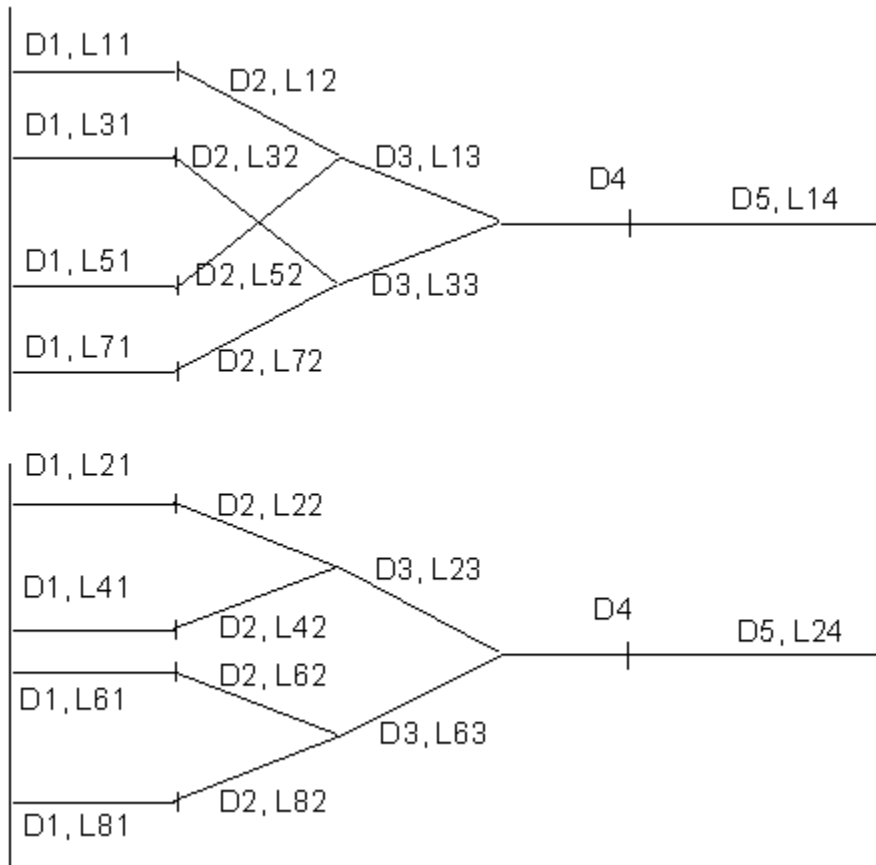 D1, L11
D2, L12
D1, L31
D2, L32
D3, L13
D4
D5, L14
D1, L51
D2, L52
D3, L33
D1, L71
D2, L72
D1, L21
D2, L22
D3, L23
D1, L41
D2, L42
D4
D5, L24
D2, L62
D1, L61
D3, L63
D2, L82
D1, L81